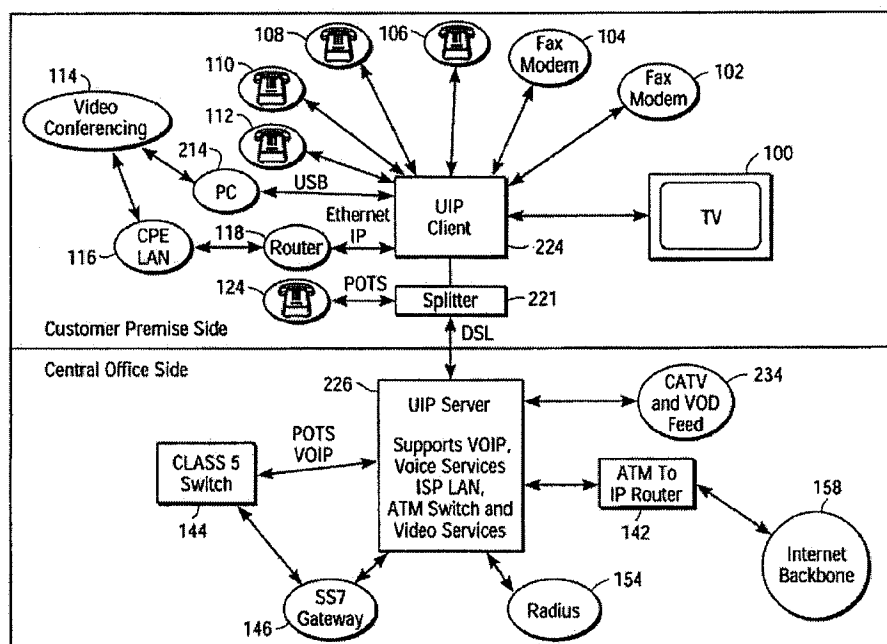 108
106
Fax
Modem
104
110
114
Video
Conferencing
Fax
Modem
102
112
214
PC
USB
UIP
Client
100
TV
Ethernet
IP
CPE
LAN
116
118
Router
224
124
POTS
Splitter
221
Customer Premise Side
DSL
Central Office Side
226
UIP Server
Supports VOIP,
Voice Services
ISP LAN,
ATM Switch and
Video Services
CATV
and VOD
Feed
234
POTS
VOIP
CLASS 5
Switch
144
ATM To
IP Router
142
158
Internet
Backbone
SS7
Gateway
146
Radius
154